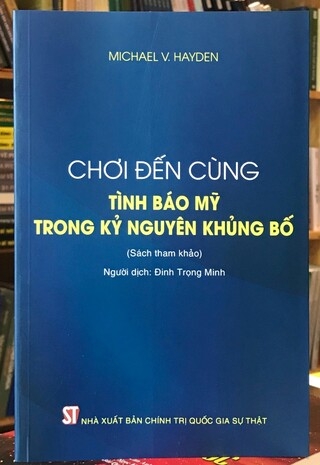 MICHAEL V. HAYDEN
CHƠI ĐẾN CÙNG
TÌNH BÁO MỸ
TRONG KỶ NGUYÊN KHỦNG BỐ
(Sách tham khảo)
Người dịch: Đinh Trọng Minh
ST NHÀ XUẤT BẢN CHÍNH TRỊ QUỐC GIA SỰ THẬT